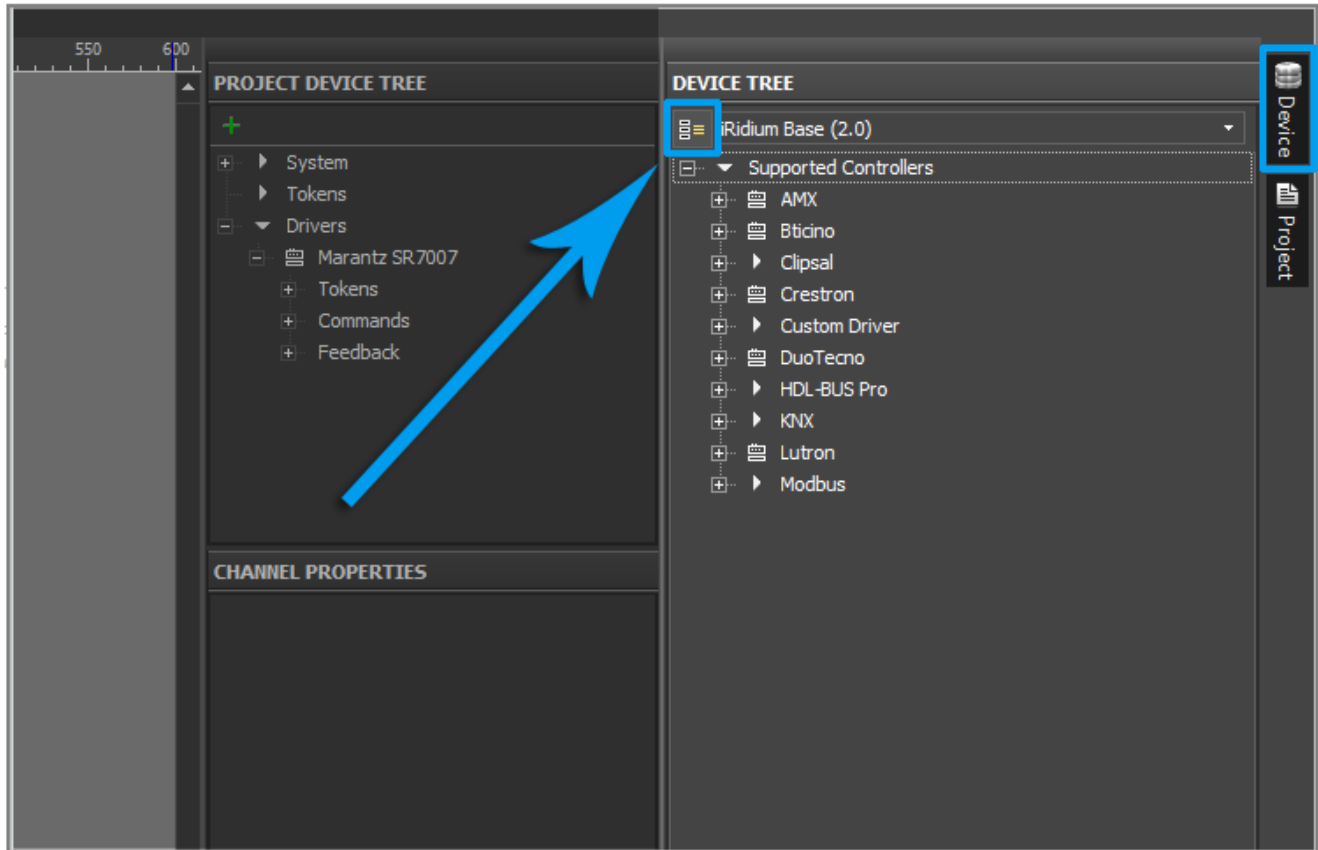 550 600
PROJECT DEVICE TREE
System
Tokens
Drivers
Marantz SR7007
Tokens
Commands
Feedback
CHANNEL PROPERTIES
DEVICE TREE
iRidium Base (2.0)
Supported Controllers
AMX
Bticino
Clipsal
Crestron
Custom Driver
DuoTecno
HDL-BUS Pro
KNX
Lutron
Modbus
Device
Project